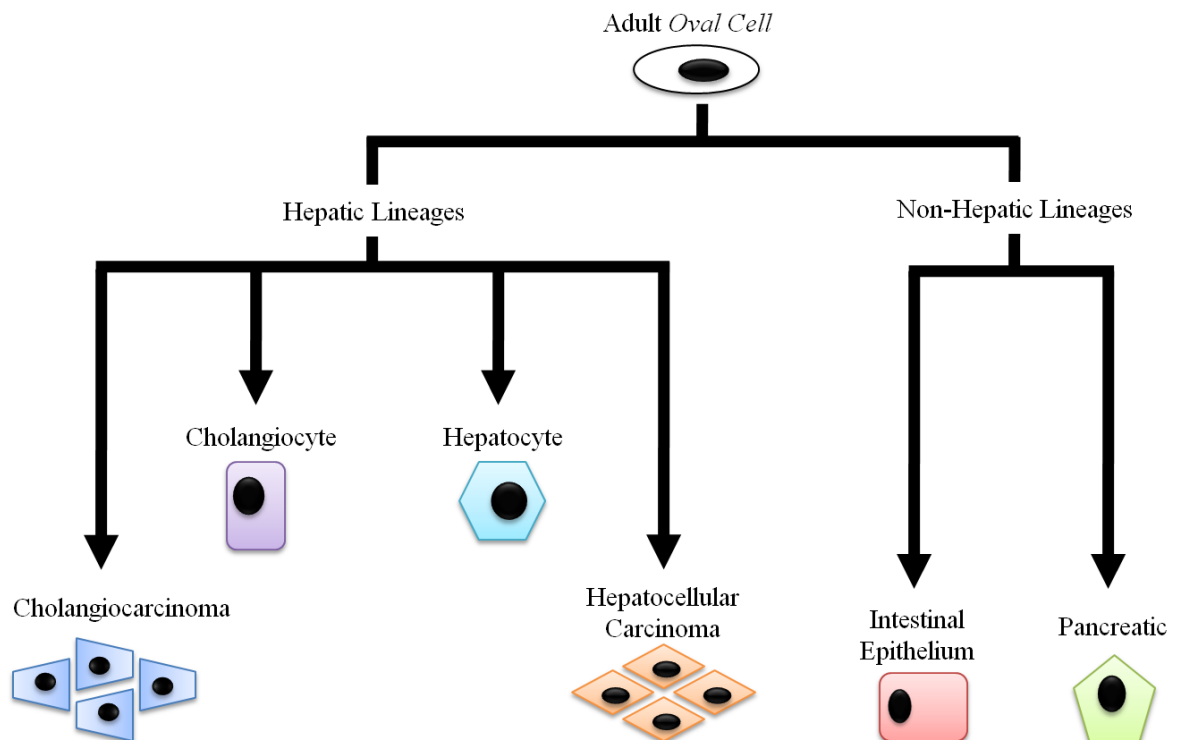 Adult Oval Cell
Hepatic Lineages
Non-Hepatic Lineages
Cholangiocyte
Hepatocyte
Cholangiocarcinoma
Hepatocellular
Carcinoma
Intestinal
Epithelium
Pancreatic